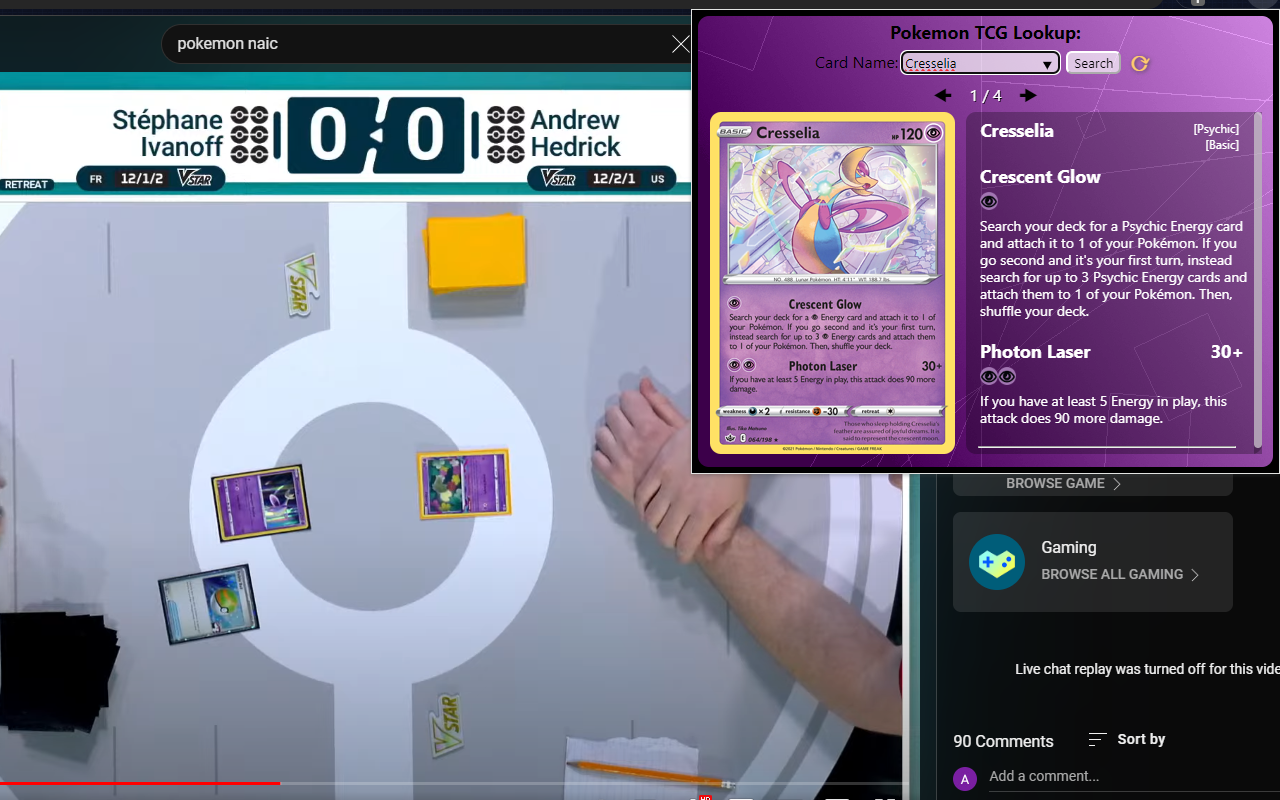 pokemon naic
Stéphane
Ivanoff
0 0
Andrew
Hedrick
RETREAT
FR 12/1/2 VSTAR
VSTAR 12/2/1 US
VSTAR
VSTAR
Pokemon TCG Lookup:
Card Name: Cresselia Search
1 / 4
BASIC Cresselia HP 120
NO. 488 Lunar Pokémon HT: 4'11" WT: 188.7 lbs.
Crescent Glow
Search your deck for a Energy card and attach it to 1 of
your Pokémon. If you go second and it's your first turn,
instead search for up to 3 Energy cards and attach them
to 1 of your Pokémon. Then, shuffle your deck.
Photon Laser 30+
If you have at least 5 Energy in play, this attack does 90 more
damage.
weakness ×2 resistance -30 retreat
Those who sleep holding Cresselia's
feather are assured of joyful dreams. It is
said to represent the crescent moon.
064/198
©2021 Pokémon / Nintendo / Creatures / GAME FREAK
Cresselia
[Psychic]
[Basic]
Crescent Glow
Search your deck for a Psychic Energy card
and attach it to 1 of your Pokémon. If you
go second and it's your first turn, instead
search for up to 3 Psychic Energy cards and
attach them to 1 of your Pokémon. Then,
shuffle your deck.
Photon Laser 30+
If you have at least 5 Energy in play, this
attack does 90 more damage.
BROWSE GAME
Gaming
BROWSE ALL GAMING
Live chat replay was turned off for this vide
90 Comments
Sort by
A
Add a comment...
HD